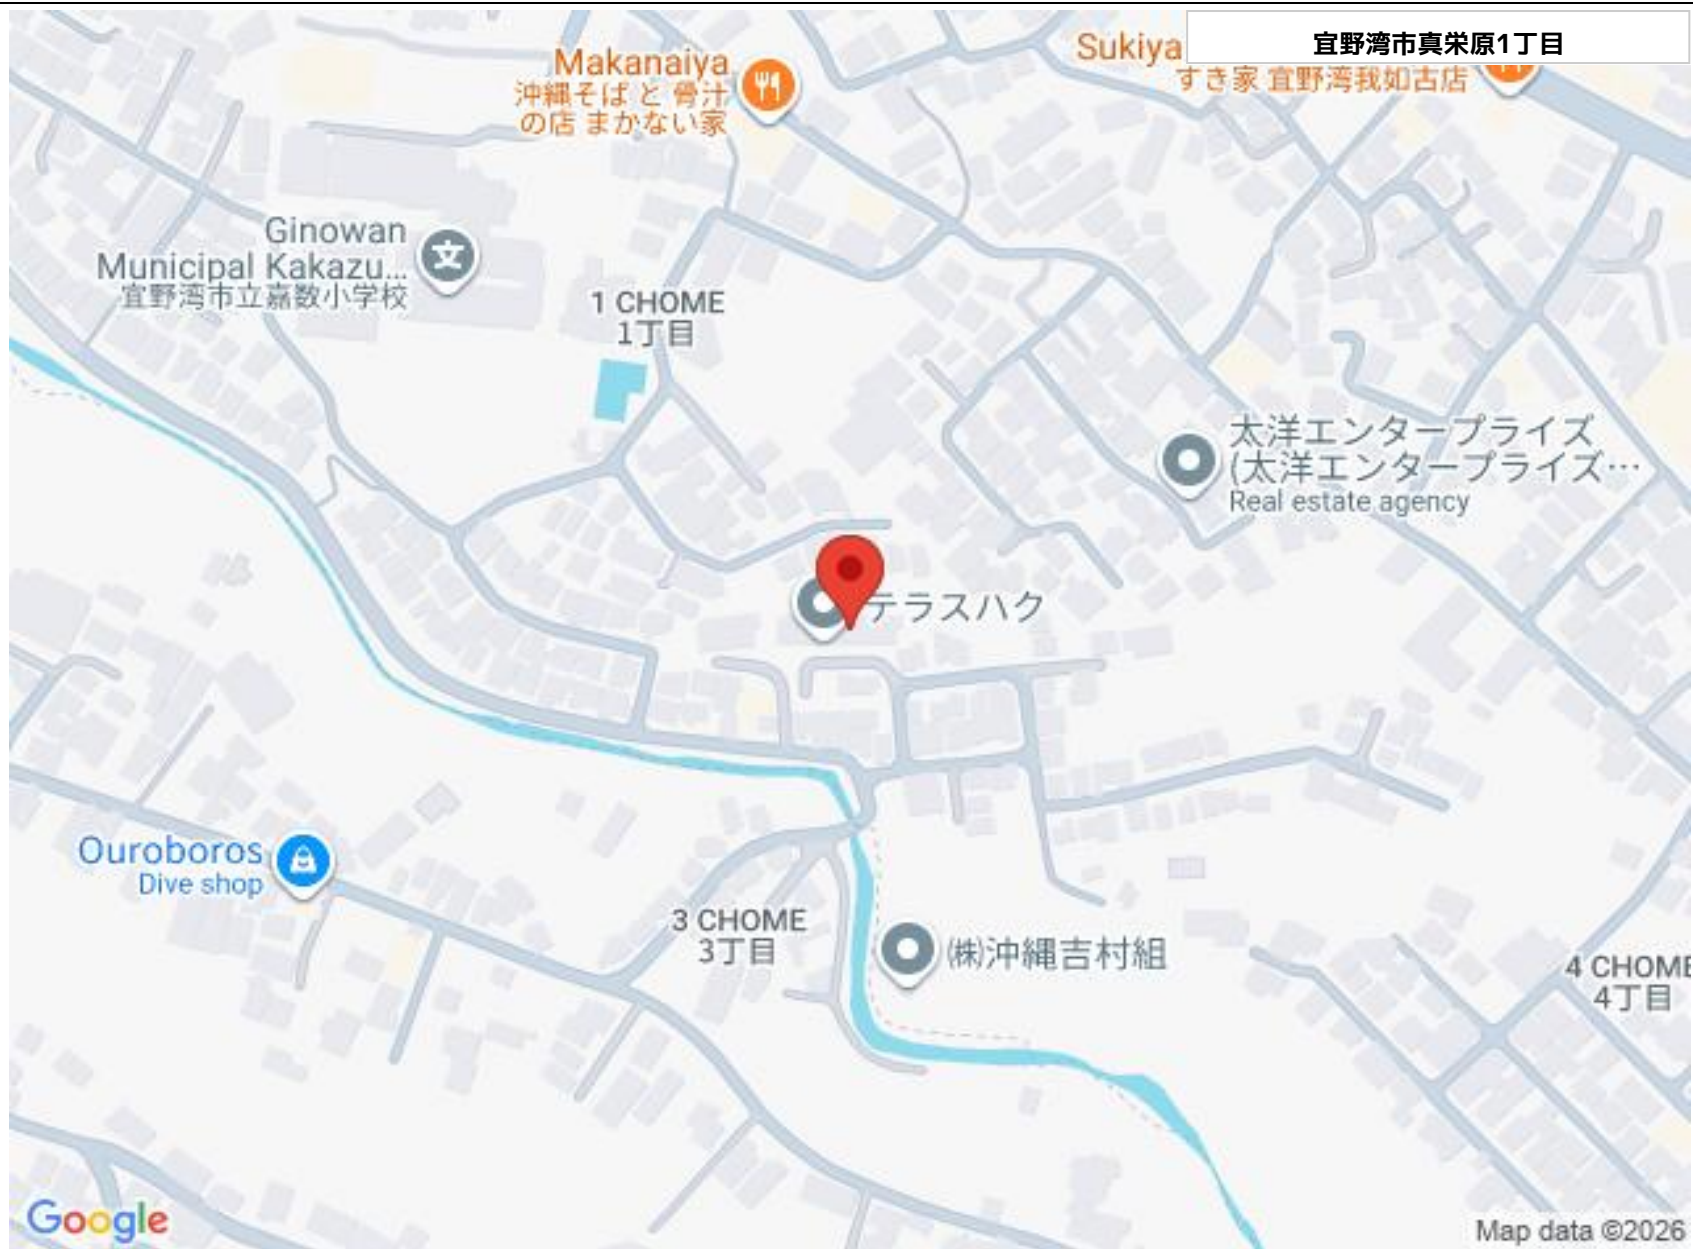 宜野湾市真栄原1丁目
Makanaiya
沖縄そば と 骨汁
の店 まかない家
Sukiya
すき家 宜野湾我如古店
Ginowan
Municipal Kakazu...
宜野湾市立嘉数小学校
1 CHOME
1丁目
太洋エンタープライズ
(太洋エンタープライズ…
Real estate agency
テラスハク
Ouroboros
Dive shop
3 CHOME
3丁目
㈱沖縄吉村組
4 CHOME
4丁目
Google
Map data ©2026